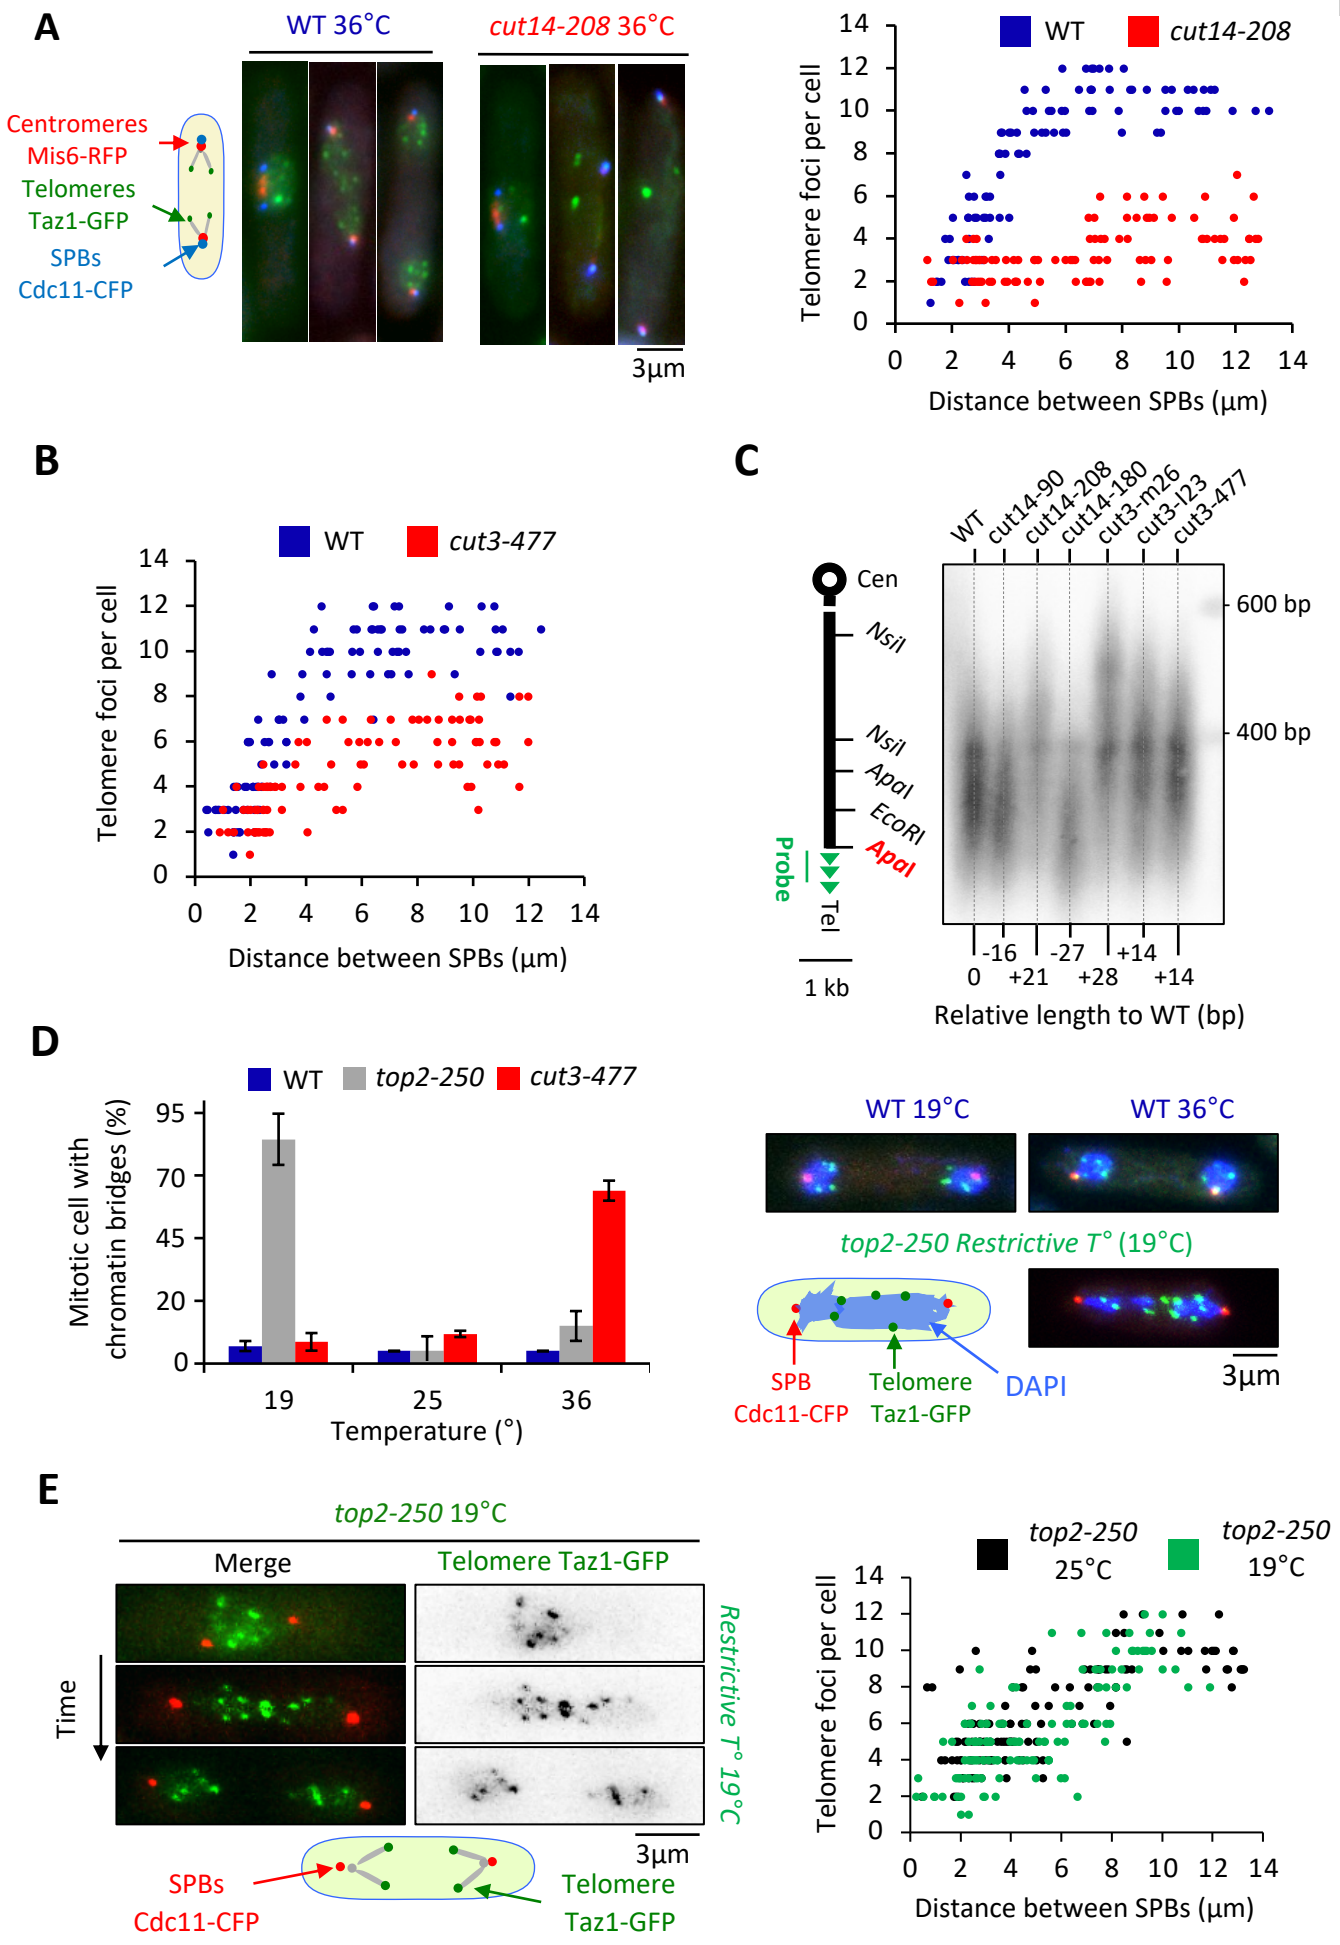 A
WT 36°C
cut14-208 36°C
Centromeres
Mis6-RFP
Telomeres
Taz1-GFP
SPBs
Cdc11-CFP
3µm
WT
cut14-208
Telomere foci per cell
14
12
10
8
6
4
2
0
0 2 4 6 8 10 12 14
Distance between SPBs (µm)
B
WT
cut3-477
Telomere foci per cell
14
12
10
8
6
4
2
0
0 2 4 6 8 10 12 14
Distance between SPBs (µm)
C
WT
cut14-90
cut14-208
cut14-180
cut3-m26
cut3-l23
cut3-477
Cen
NsiI
NsiI
ApaI
EcoRI
ApaI
Probe
Tel
1 kb
600 bp
400 bp
-16 -27 +14
0 +21 +28 +14
Relative length to WT (bp)
D
WT
top2-250
cut3-477
Mitotic cell with
chromatin bridges (%)
95
70
45
20
0
19 25 36
Temperature (°)
WT 19°C
WT 36°C
top2-250 Restrictive T° (19°C)
SPB
Cdc11-CFP
Telomere
Taz1-GFP
DAPI
3µm
E
top2-250 19°C
Merge
Telomere Taz1-GFP
Time
Restrictive T° 19°C
3µm
SPBs
Cdc11-CFP
Telomere
Taz1-GFP
top2-250
25°C
top2-250
19°C
Telomere foci per cell
14
12
10
8
6
4
2
0
0 2 4 6 8 10 12 14
Distance between SPBs (µm)